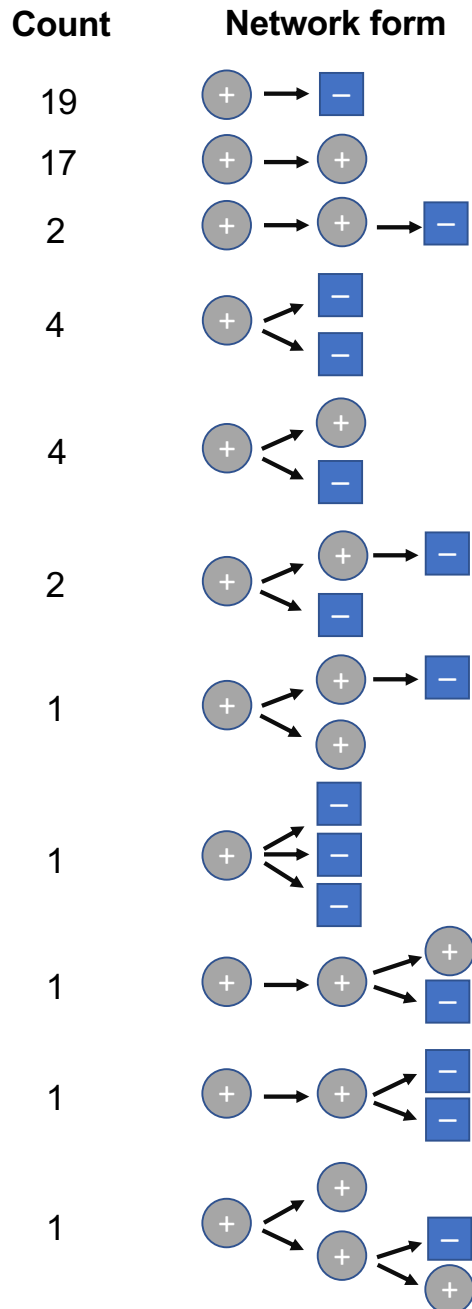 Count Network form
19 + −
17 + +
2 + + −
4 + − −
4 + + −
2 + + − −
1 + + − +
1 + − − −
1 + + + −
1 + + − −
1 + + + − +